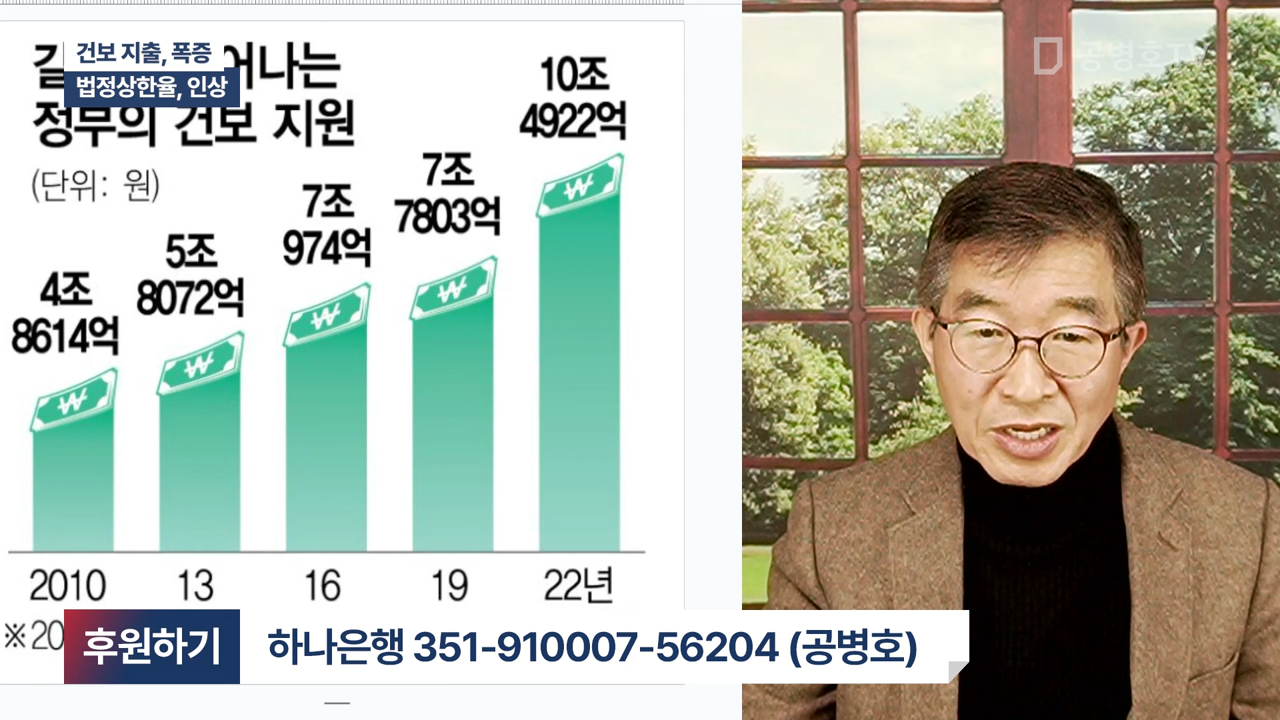 건보 지출, 폭증
법정상한율, 인상
어나는
정부의 건보 지원
(단위: 원)
4조
8614억
5조
8072억
7조
974억
7조
7803억
10조
4922억
2010 13 16 19 22년
※20
후원하기
하나은행 351-910007-56204 (공병호)
공병호TV